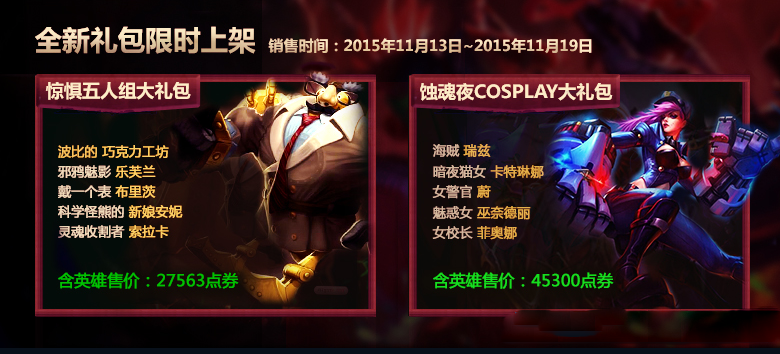 全新礼包限时上架 销售时间：2015年11月13日~2015年11月19日
惊惧五人组大礼包
波比的 巧克力工坊
邪鸦魅影 乐芙兰
戴一个表 布里茨
科学怪熊的 新娘安妮
灵魂收割者 索拉卡
含英雄售价：27563点券
蚀魂夜COSPLAY大礼包
海贼 瑞兹
暗夜猫女 卡特琳娜
女警官 蔚
魅惑女 巫奈德丽
女校长 菲奥娜
含英雄售价：45300点券